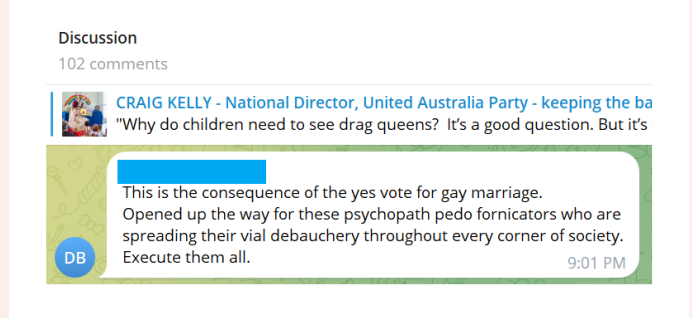 Discussion
102 comments
CRAIG KELLY - National Director, United Australia Party - keeping the ba
"Why do children need to see drag queens?  It's a good question. But it's
This is the consequence of the yes vote for gay marriage.
Opened up the way for these psychopath pedo fornicators who are
spreading their vial debauchery throughout every corner of society.
Execute them all.
DB
9:01 PM